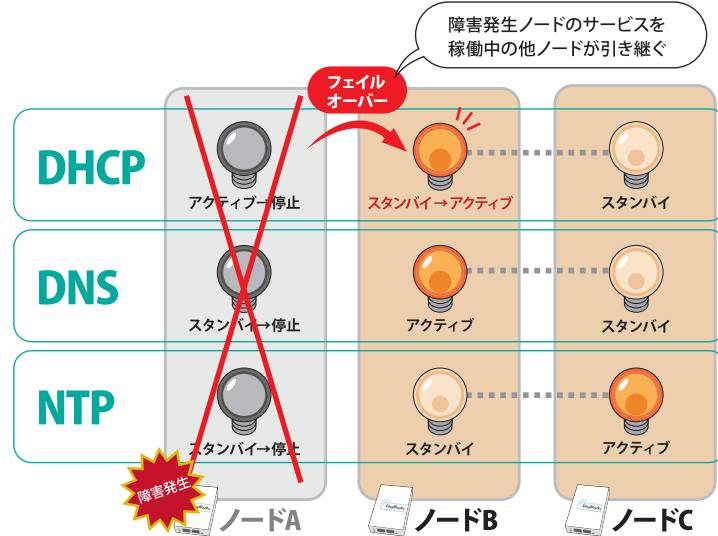 障害発生ノードのサービスを
稼働中の他ノードが引き継ぐ
フェイル
オーバー
DHCP
アクティブ→停止
スタンバイ→アクティブ
スタンバイ
DNS
スタンバイ→停止
アクティブ
スタンバイ
NTP
スタンバイ→停止
スタンバイ
アクティブ
障害発生
ノードA
ノードB
ノードC